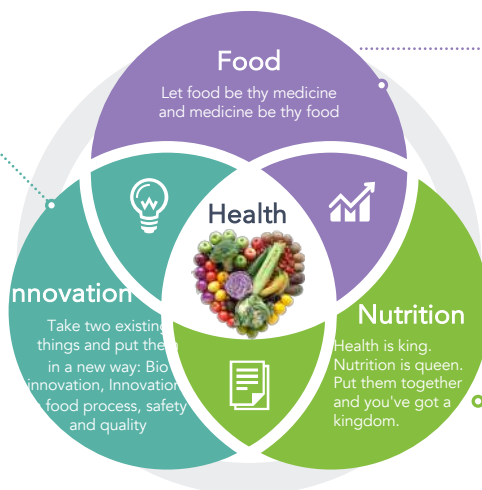 Food
Let food be thy medicine
and medicine be thy food
Health
nnovation
Take two existing
things and put them
in a new way: Bio
innovation, Innovation
food process, safety
and quality
Nutrition
Health is king.
Nutrition is queen.
Put them together
and you've got a
kingdom.